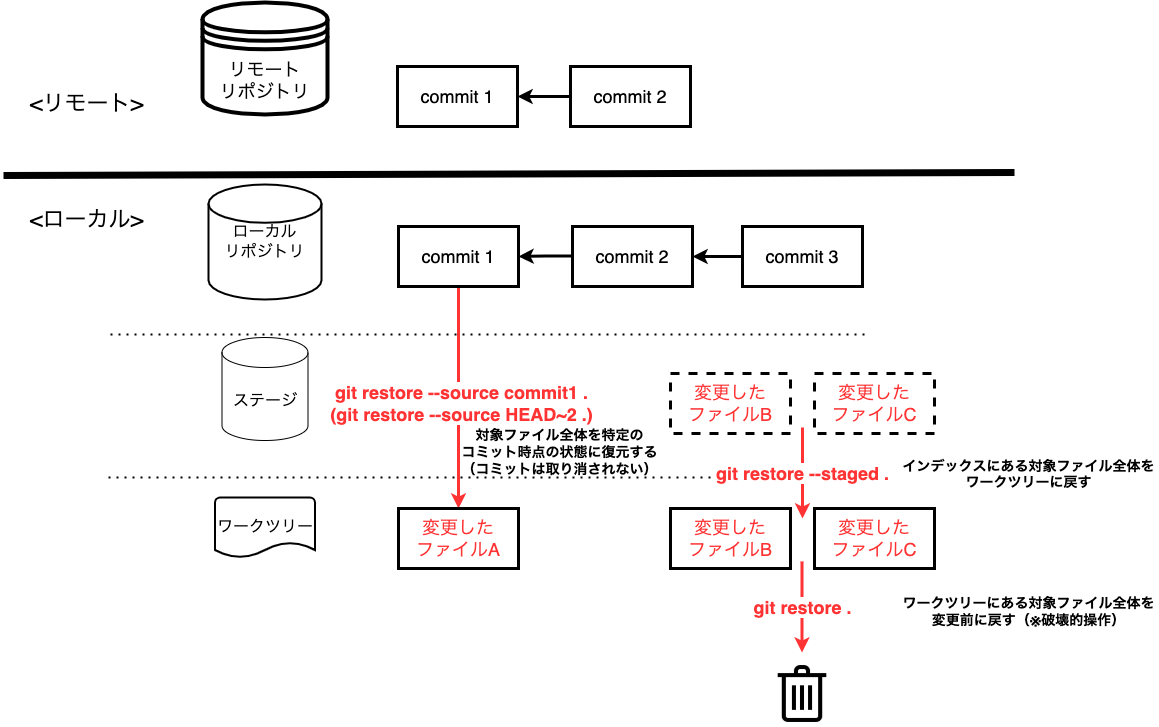 リモート
リポジトリ
<リモート>
commit 1
commit 2
<ローカル>
ローカル
リポジトリ
commit 1
commit 2
commit 3
ステージ
git restore --source commit1 .
(git restore --source HEAD~2 .)
対象ファイル全体を特定の
コミット時点の状態に復元する
（コミットは取り消されない）
変更した
ファイルB
変更した
ファイルC
git restore --staged .
インデックスにある対象ファイル全体を
ワークツリーに戻す
ワークツリー
変更した
ファイルA
変更した
ファイルB
変更した
ファイルC
git restore .
ワークツリーにある対象ファイル全体を
変更前に戻す（※破壊的操作）